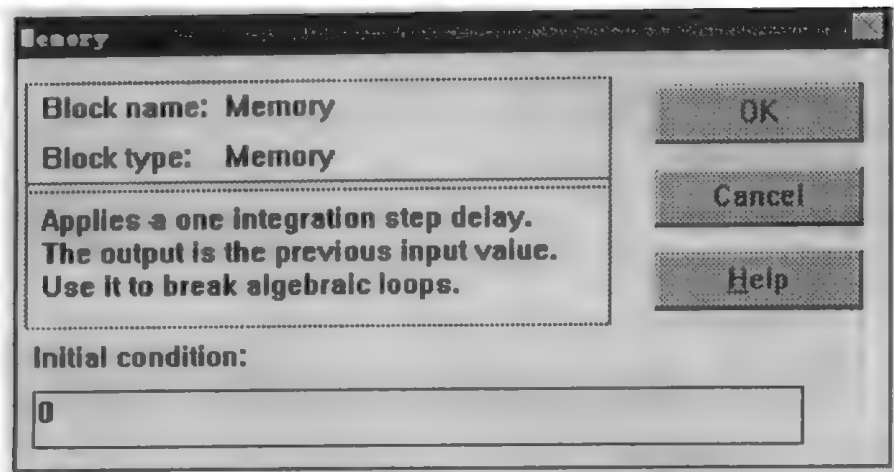 Memory
Block name: Memory
Block type: Memory
Applies a one integration step delay.
The output is the previous input value.
Use it to break algebraic loops.
Initial condition:
0
OK
Cancel
Help